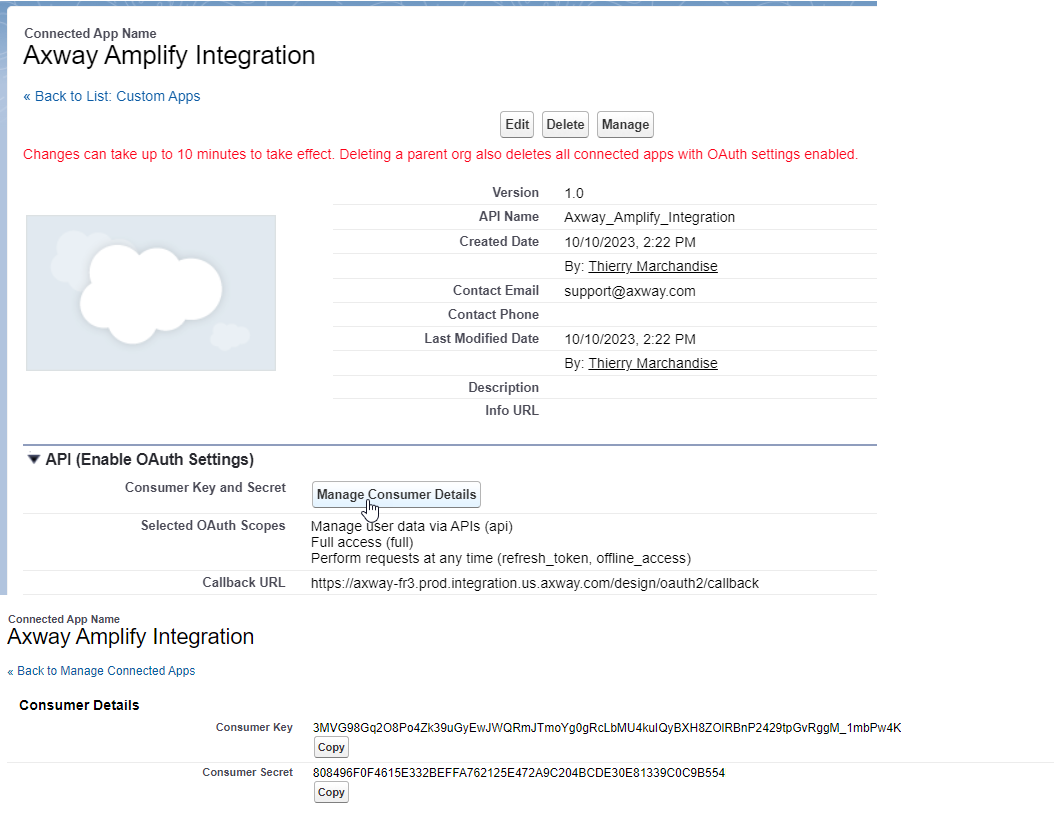 Connected App Name
Axway Amplify Integration
« Back to List: Custom Apps
Edit Delete Manage
Changes can take up to 10 minutes to take effect. Deleting a parent org also deletes all connected apps with OAuth settings enabled.
Version 1.0
API Name Axway_Amplify_Integration
Created Date 10/10/2023, 2:22 PM
By: Thierry Marchandise
Contact Email support@axway.com
Contact Phone
Last Modified Date 10/10/2023, 2:22 PM
By: Thierry Marchandise
Description
Info URL
API (Enable OAuth Settings)
Consumer Key and Secret Manage Consumer Details
Selected OAuth Scopes Manage user data via APIs (api)
Full access (full)
Perform requests at any time (refresh_token, offline_access)
Callback URL https://axway-fr3.prod.integration.us.axway.com/design/oauth2/callback
Connected App Name
Axway Amplify Integration
« Back to Manage Connected Apps
Consumer Details
Consumer Key 3MVG98Gq2O8Po4Zk39uGyEwJWQRmJTmoYg0gRcLbMU4kulQyBXH8ZOlRBnP2429tpGvRggM_1mbPw4K
Copy
Consumer Secret 808496F0F4615E332BEFFA762125E472A9C204BCDE30E81339C0C9B554
Copy